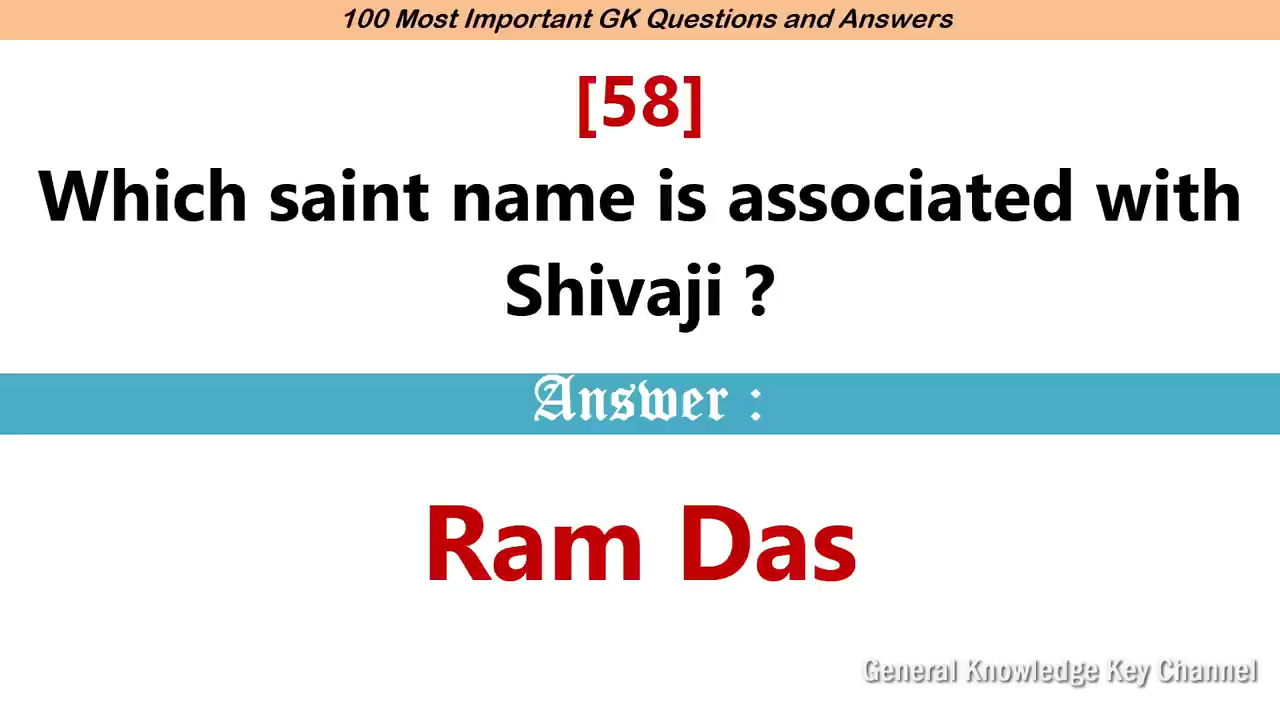 100 Most Important GK Questions and Answers
[58]
Which saint name is associated with
Shivaji ?
Answer :
Ram Das
General Knowledge Key Channel